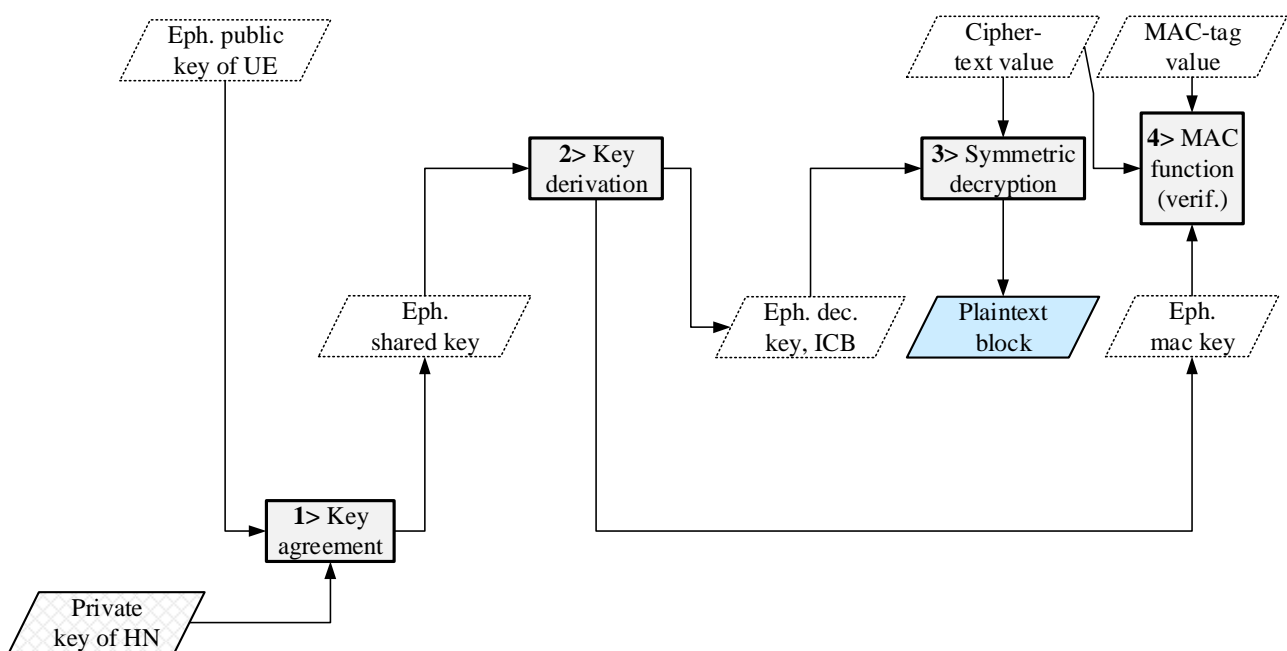 Eph. public
key of UE
Cipher-
text value
MAC-tag
value
2> Key
derivation
3> Symmetric
decryption
4> MAC
function
(verif.)
Eph.
shared key
Eph. dec.
key, ICB
Plaintext
block
Eph.
mac key
1> Key
agreement
Private
key of HN